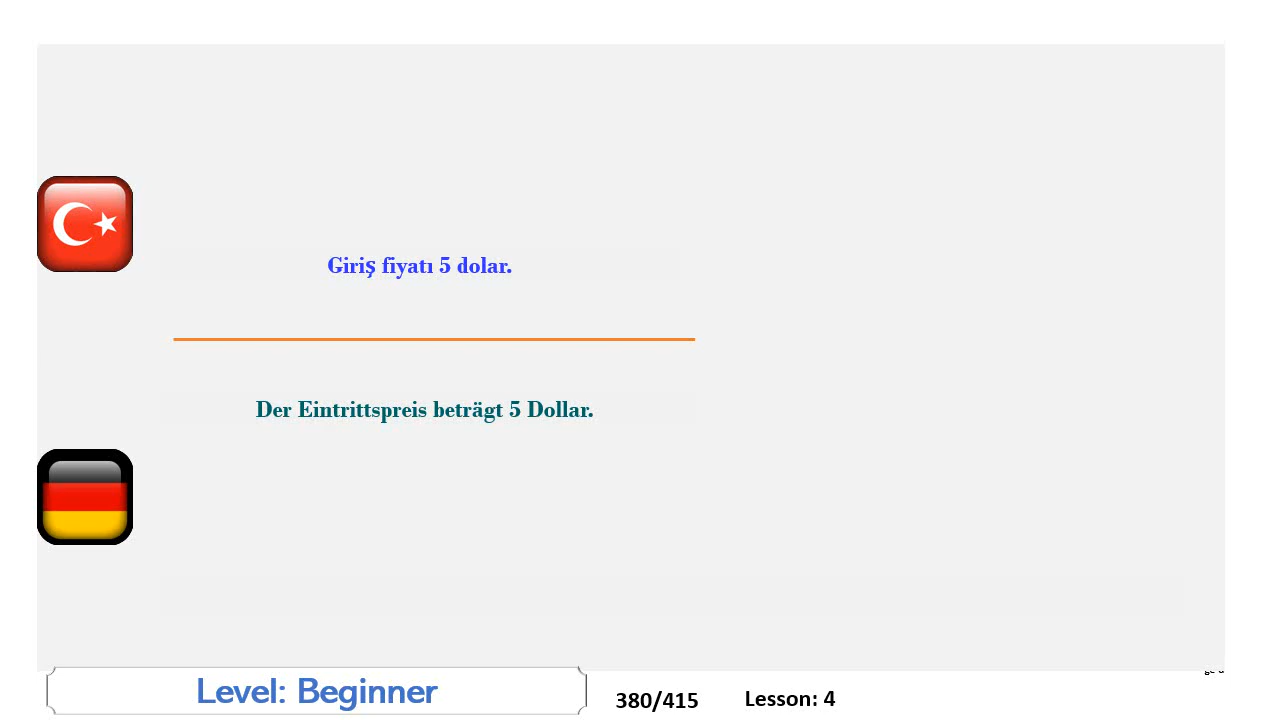 Giriş fiyatı 5 dolar.
Der Eintrittspreis beträgt 5 Dollar.
Level: Beginner
380/415
Lesson: 4